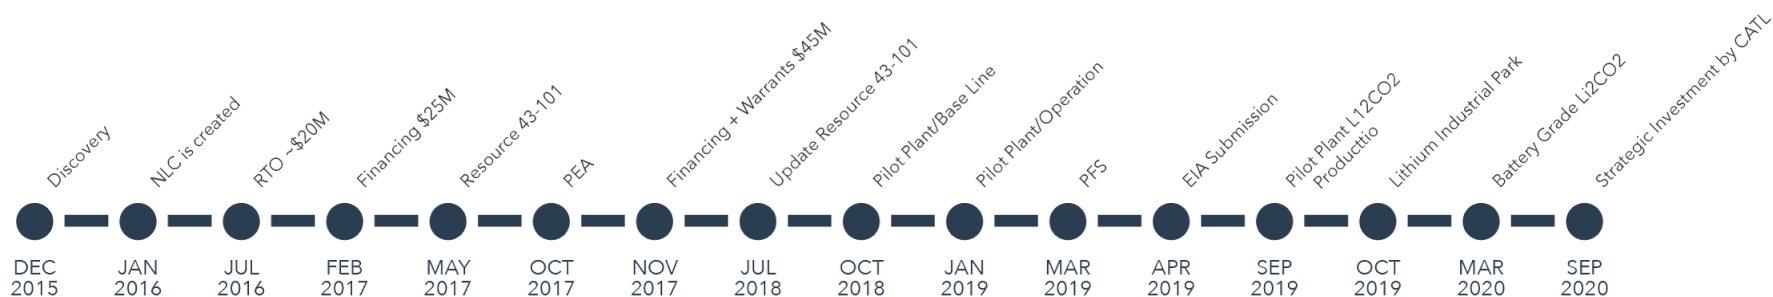 Discovery
NLC is created
RTO ~$20M
Financing $25M
Resource 43-101
PEA
Financing + Warrants $45M
Update Resource 43-101
Pilot Plant/Base Line
Pilot Plant/Operation
PFS
EIA Submission
Pilot Plant L12CO2
Producttio
Lithium Industrial Park
Battery Grade Li2CO2
Strategic Investment by CATL
DEC
2015
JAN
2016
JUL
2016
FEB
2017
MAY
2017
OCT
2017
NOV
2017
JUL
2018
OCT
2018
JAN
2019
MAR
2019
APR
2019
SEP
2019
OCT
2019
MAR
2020
SEP
2020